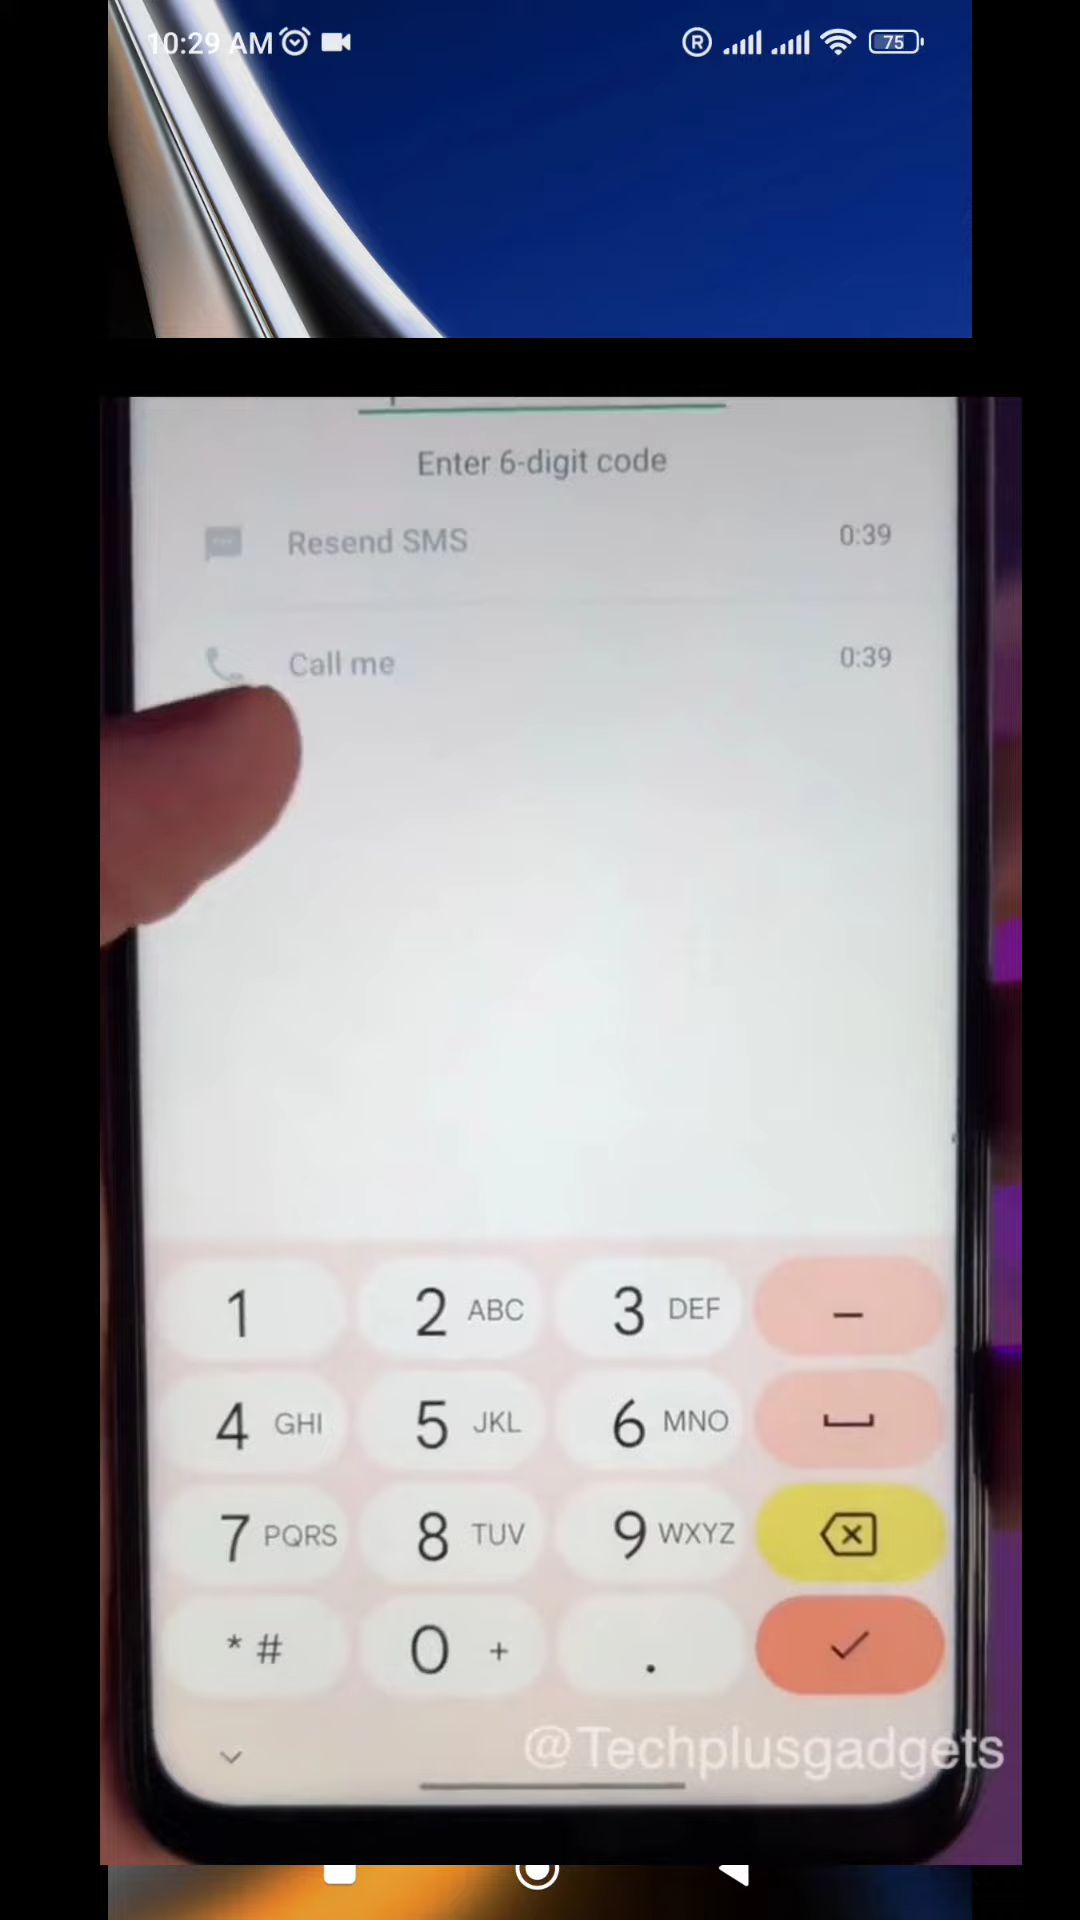 10:29 AM
R
75
Enter 6-digit code
Resend SMS 0:39
Call me 0:39
1 2 ABC 3 DEF –
4 GHI 5 JKL 6 MNO
7 PQRS 8 TUV 9 WXYZ
* # 0 + .
@Techplusgadgets